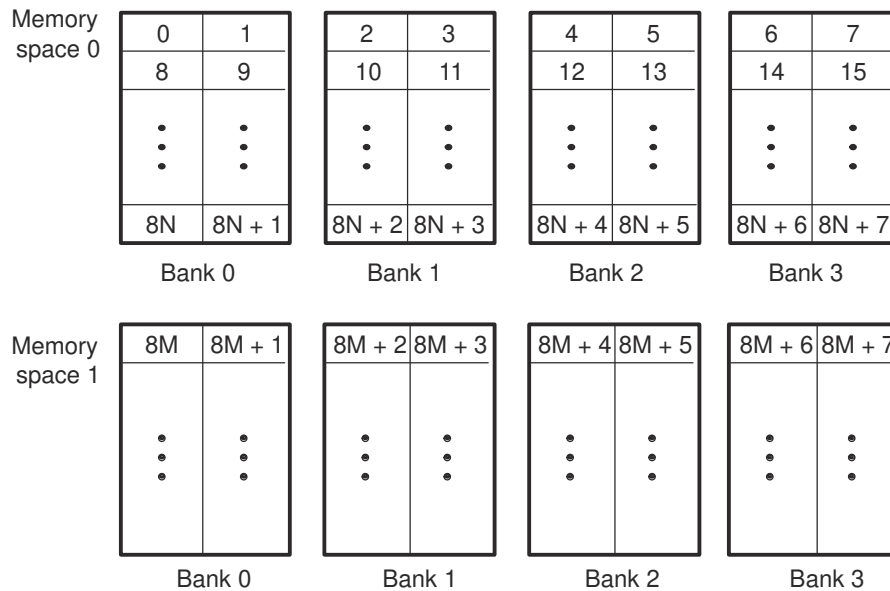 Memory space 0
0 1 2 3 4 5 6 7
8 9 10 11 12 13 14 15
8N 8N + 1 8N + 2 8N + 3 8N + 4 8N + 5 8N + 6 8N + 7
Bank 0 Bank 1 Bank 2 Bank 3
Memory space 1
8M 8M + 1 8M + 2 8M + 3 8M + 4 8M + 5 8M + 6 8M + 7
Bank 0 Bank 1 Bank 2 Bank 3